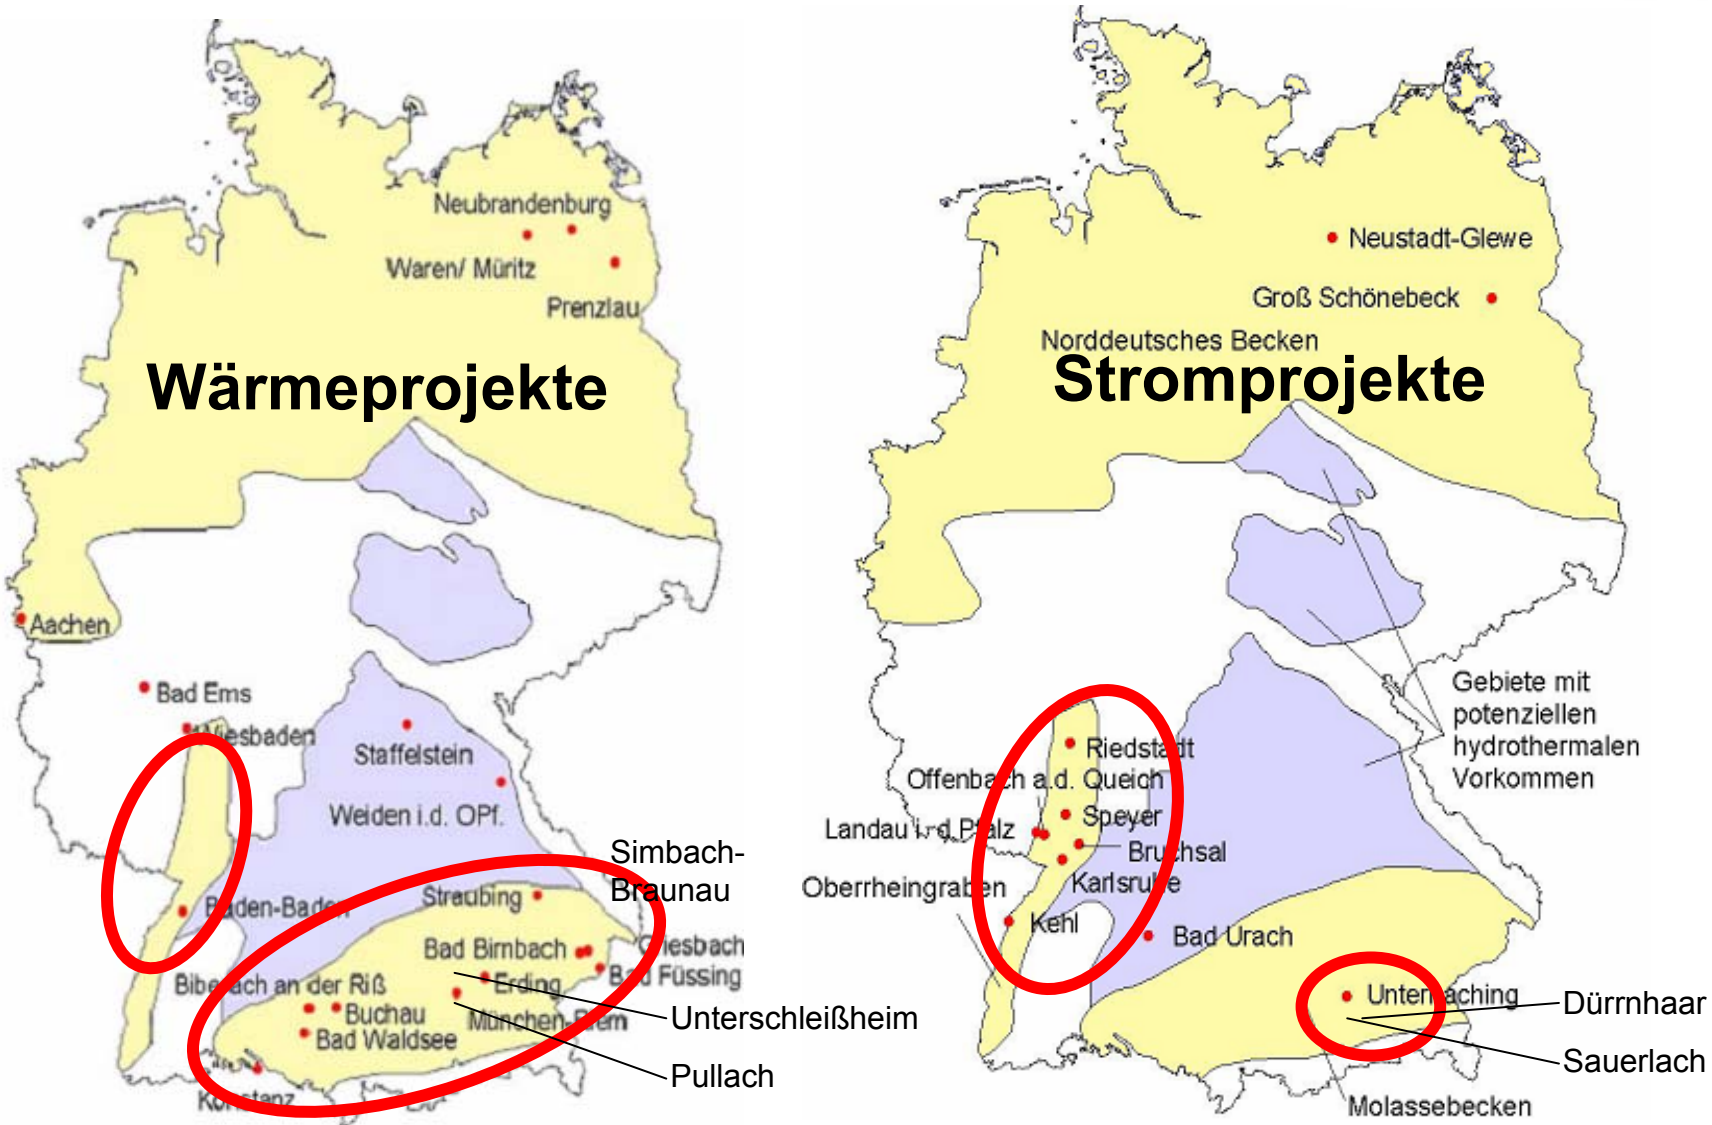 Neubrandenburg
Waren/ Müritz
Prenzlau
Wärmeprojekte
Aachen
Bad Ems
Wiesbaden
Staffelstein
Weiden i.d. OPf.
Simbach-
Braunau
Straubing
Baden-Baden
Bad Birnbach
Griesbach
Bad Füssing
Erding
Biberach an der Riß
Buchau
München-Riem
Bad Waldsee
Unterschleißheim
Pullach
Konstanz
Neustadt-Glewe
Groß Schönebeck
Norddeutsches Becken
Stromprojekte
Gebiete mit
potenziellen
hydrothermalen
Vorkommen
Riedstadt
Offenbach a.d. Queich
Speyer
Landau i. d Pfalz
Bruchsal
Karlsruhe
Oberrheingraben
Kehl
Bad Urach
Unterhaching
Dürrnhaar
Sauerlach
Molassebecken